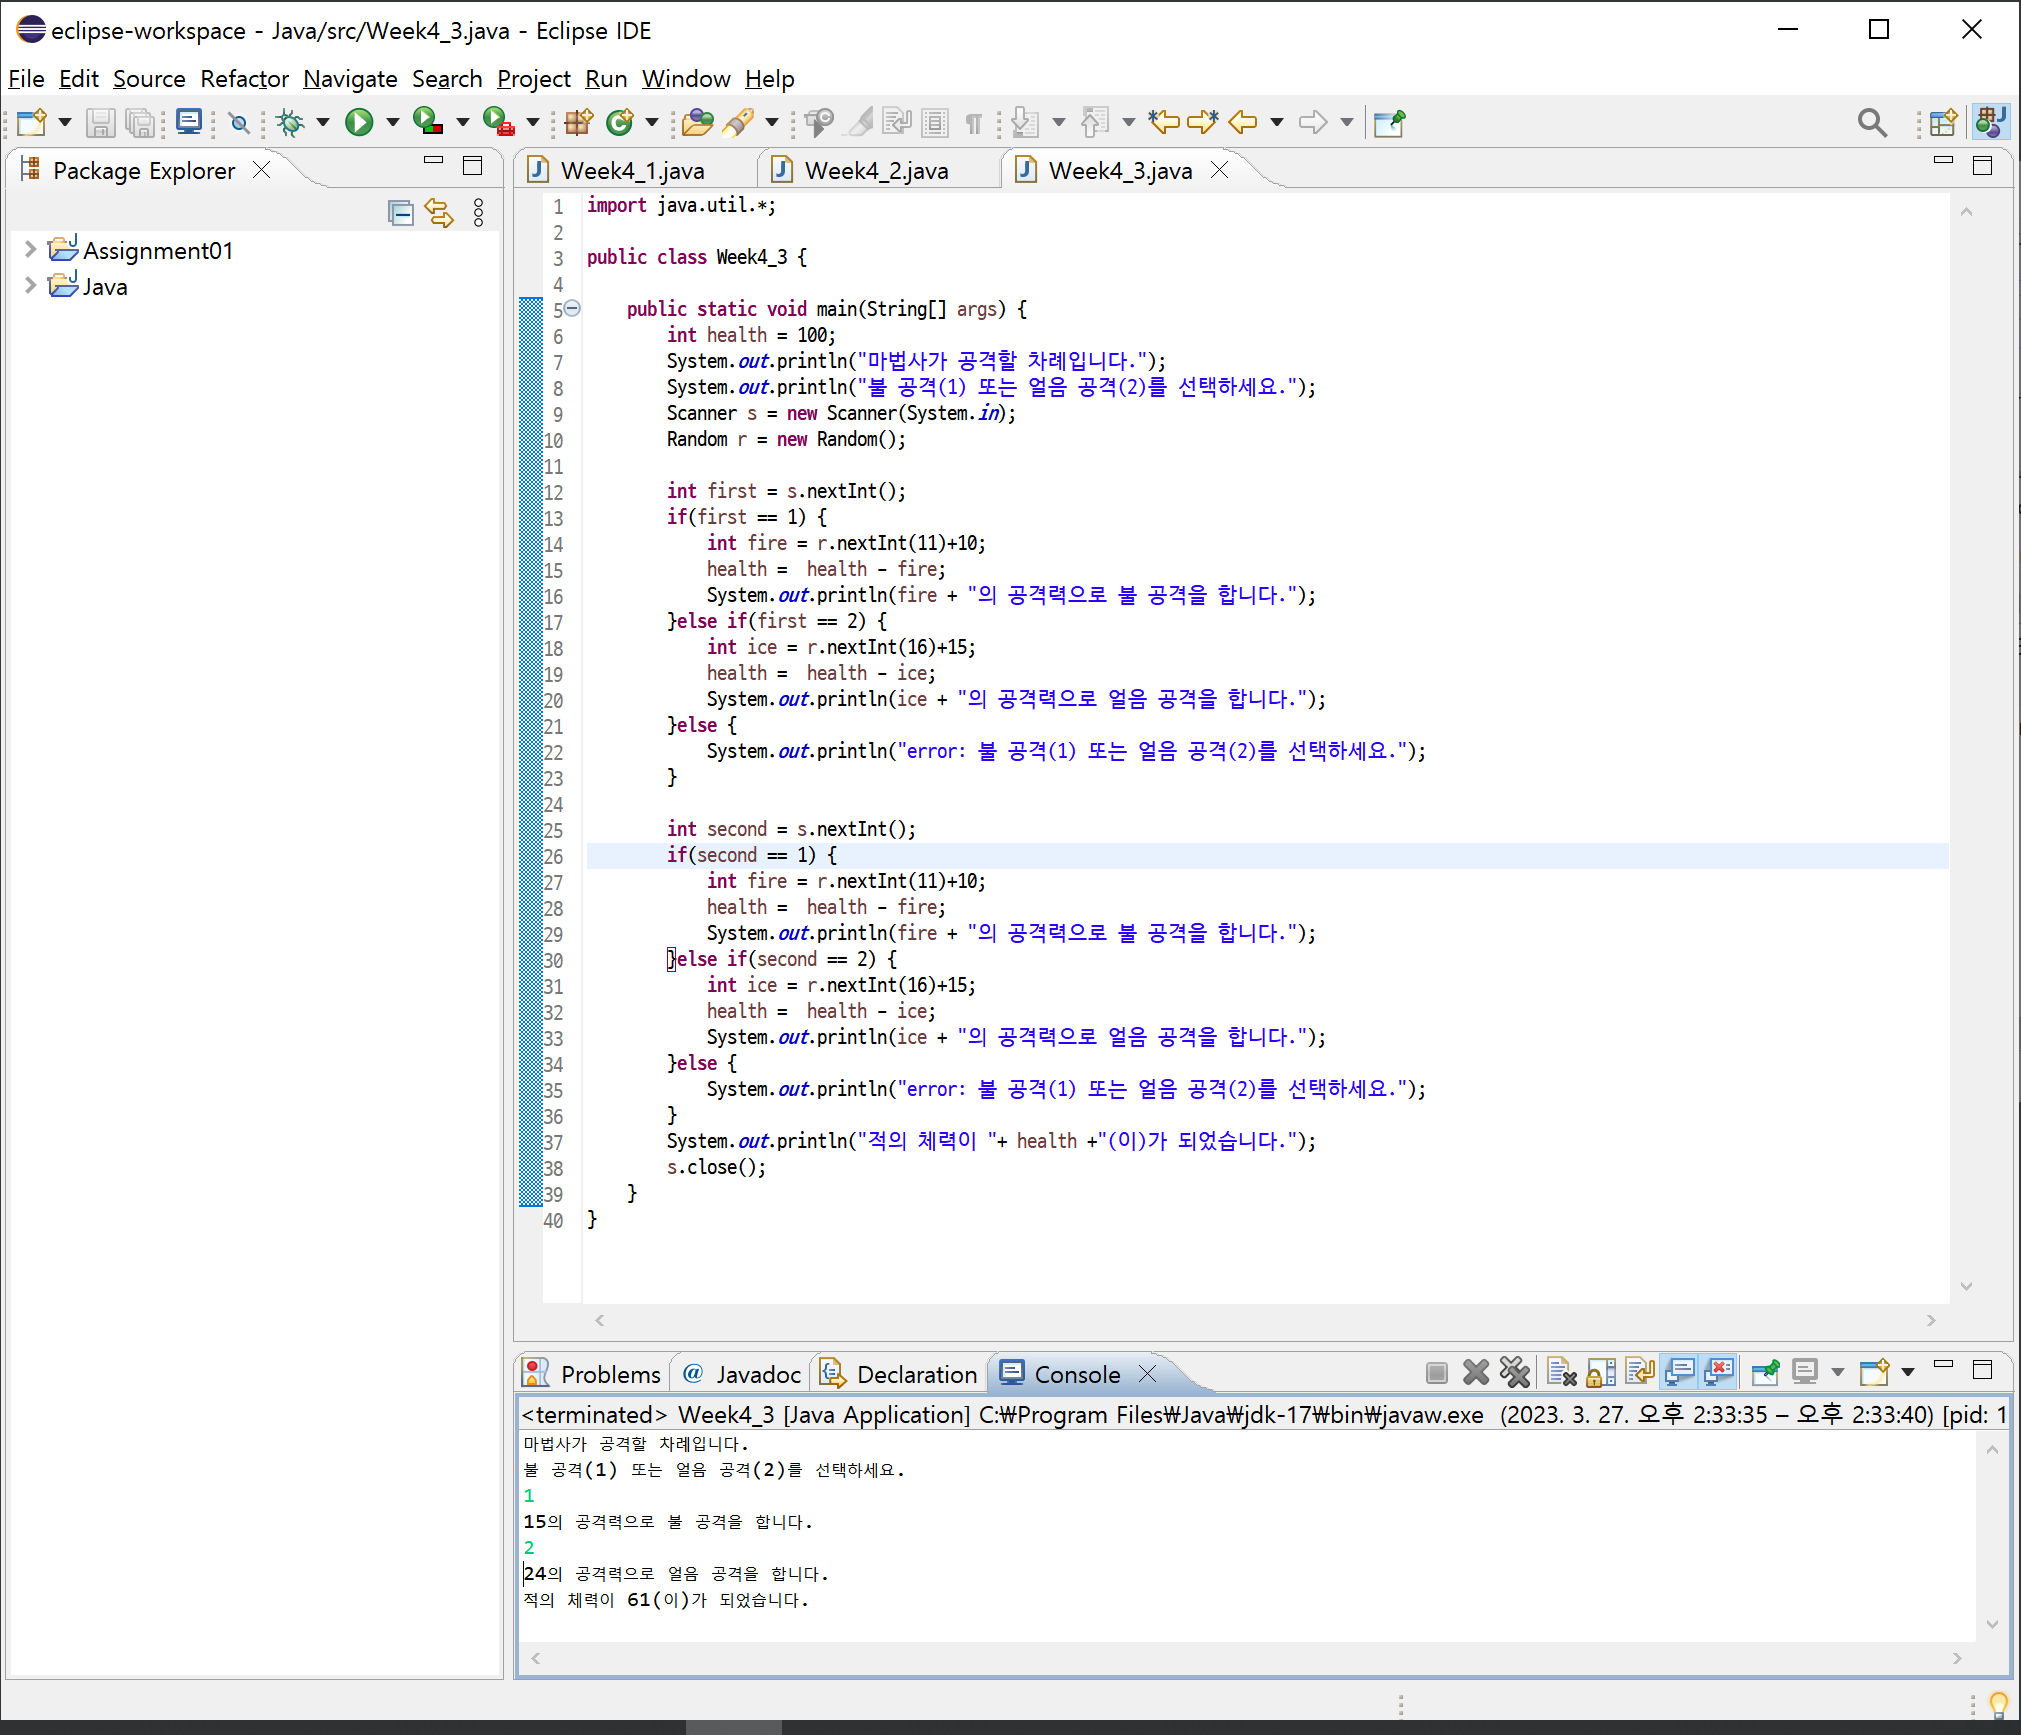 eclipse-workspace - Java/src/Week4_3.java - Eclipse IDE
File Edit Source Refactor Navigate Search Project Run Window Help
Package Explorer
Assignment01
Java
Week4_1.java
Week4_2.java
Week4_3.java
1 import java.util.*;
2
3 public class Week4_3 {
4
5     public static void main(String[] args) {
6         int health = 100;
7         System.out.println("마법사가 공격할 차례입니다.");
8         System.out.println("불 공격(1) 또는 얼음 공격(2)를 선택하세요.");
9         Scanner s = new Scanner(System.in);
10         Random r = new Random();
11
12         int first = s.nextInt();
13         if(first == 1) {
14             int fire = r.nextInt(11)+10;
15             health =  health - fire;
16             System.out.println(fire + "의 공격력으로 불 공격을 합니다.");
17         }else if(first == 2) {
18             int ice = r.nextInt(16)+15;
19             health =  health - ice;
20             System.out.println(ice + "의 공격력으로 얼음 공격을 합니다.");
21         }else {
22             System.out.println("error: 불 공격(1) 또는 얼음 공격(2)를 선택하세요.");
23         }
24
25         int second = s.nextInt();
26         if(second == 1) {
27             int fire = r.nextInt(11)+10;
28             health =  health - fire;
29             System.out.println(fire + "의 공격력으로 불 공격을 합니다.");
30         }else if(second == 2) {
31             int ice = r.nextInt(16)+15;
32             health =  health - ice;
33             System.out.println(ice + "의 공격력으로 얼음 공격을 합니다.");
34         }else {
35             System.out.println("error: 불 공격(1) 또는 얼음 공격(2)를 선택하세요.");
36         }
37         System.out.println("적의 체력이 "+ health +"(이)가 되었습니다.");
38         s.close();
39     }
40 }
Problems
@ Javadoc
Declaration
Console
<terminated> Week4_3 [Java Application] C:₩Program Files₩Java₩jdk-17₩bin₩javaw.exe  (2023. 3. 27. 오후 2:33:35 – 오후 2:33:40) [pid: 1
마법사가 공격할 차례입니다.
불 공격(1) 또는 얼음 공격(2)를 선택하세요.
1
15의 공격력으로 불 공격을 합니다.
2
24의 공격력으로 얼음 공격을 합니다.
적의 체력이 61(이)가 되었습니다.